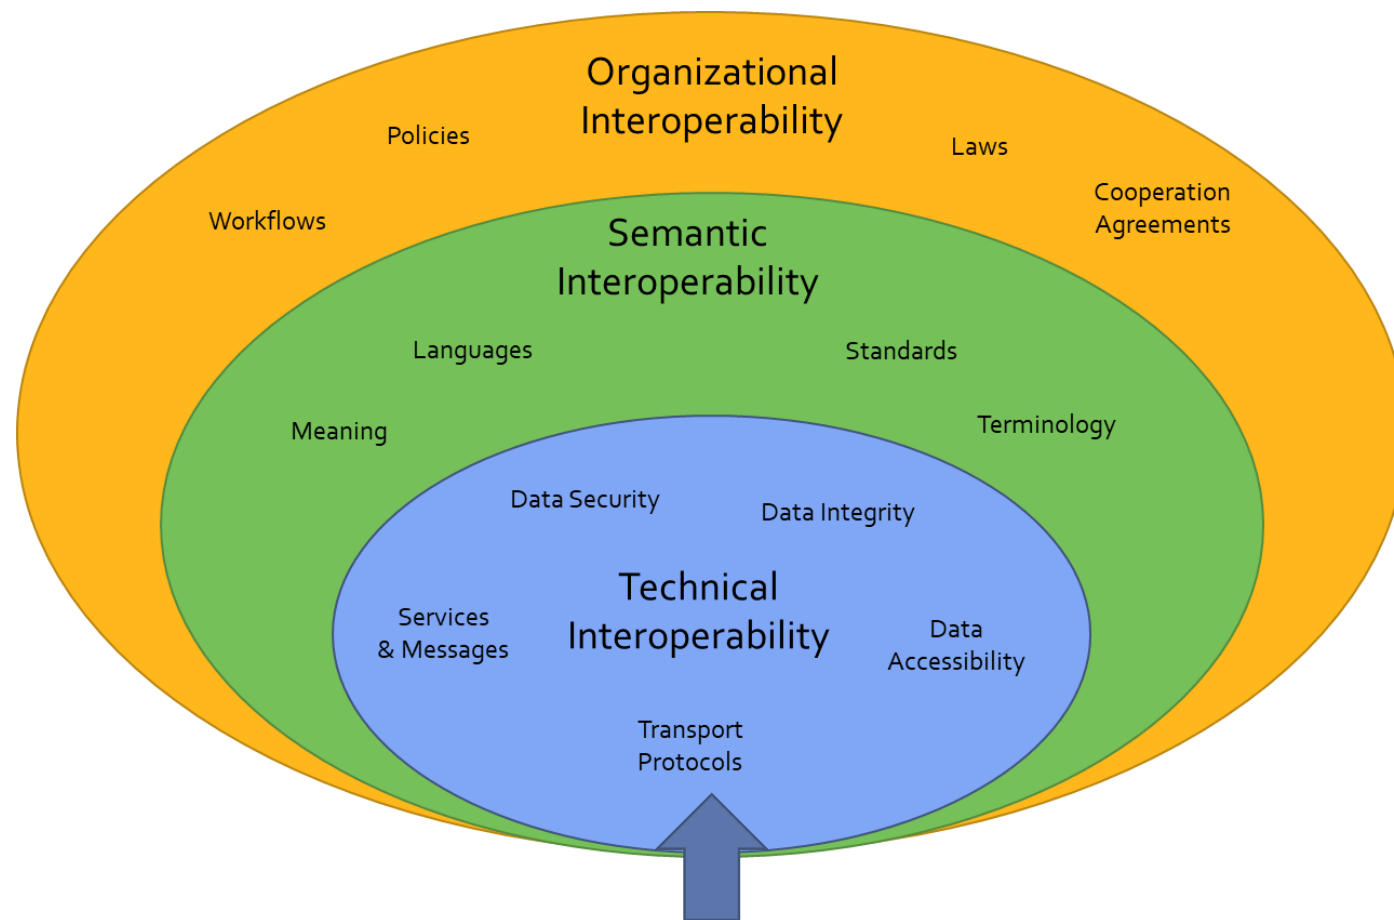 Organizational
Interoperability
Policies
Laws
Workflows
Cooperation
Agreements
Semantic
Interoperability
Languages
Standards
Meaning
Terminology
Data Security
Data Integrity
Technical
Interoperability
Services
& Messages
Data
Accessibility
Transport
Protocols